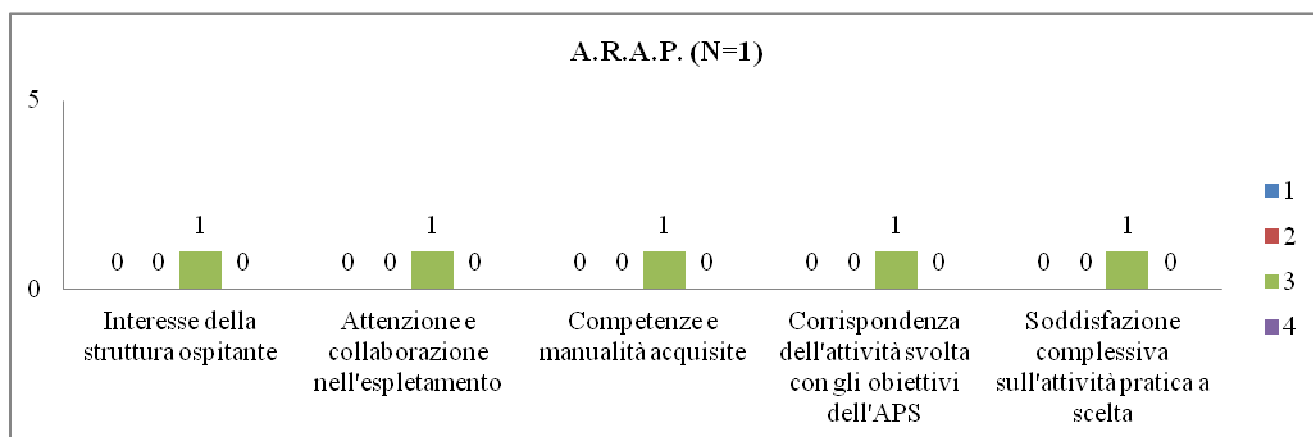 A.R.A.P. (N=1)
5
0
0 0 1 0
0 0 1 0
0 0 1 0
0 0 1 0
0 0 1 0
Interesse della
struttura ospitante
Attenzione e
collaborazione
nell'espletamento
Competenze e
manualità acquisite
Corrispondenza
dell'attività svolta
con gli obiettivi
dell'APS
Soddisfazione
complessiva
sull'attività pratica a
scelta
1
2
3
4